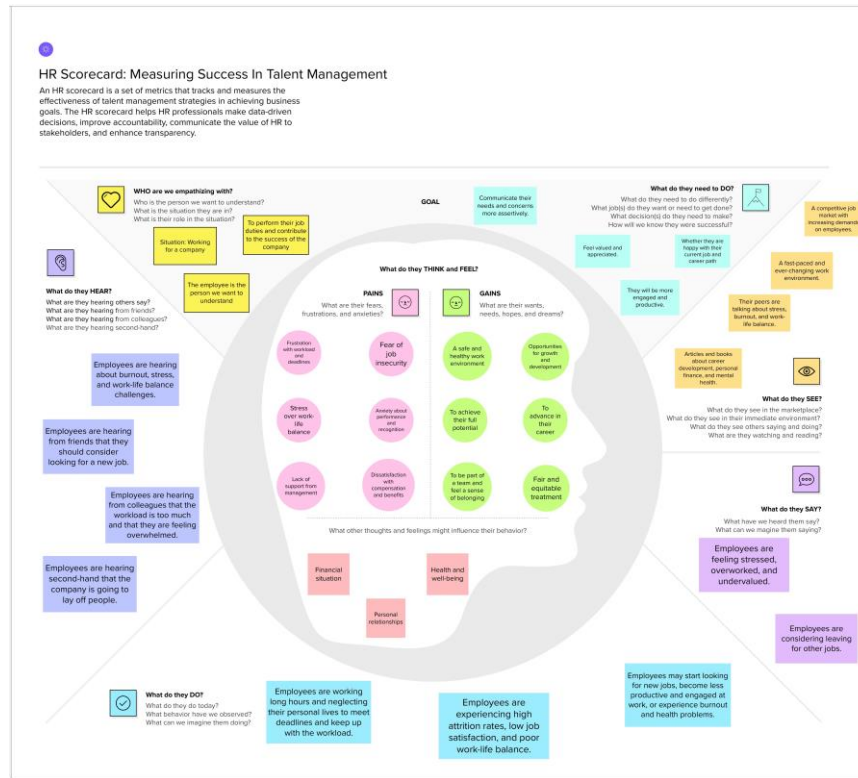 HR Scorecard: Measuring Success In Talent Management
An HR scorecard is a set of metrics that tracks and measures the
effectiveness of talent management strategies in achieving business
goals. The HR scorecard helps HR professionals make data-driven
decisions, improve accountability, communicate the value of HR to
stakeholders, and enhance transparency.
WHO are we empathizing with?
Who is the person we want to understand?
What is the situation they are in?
What is their role in the situation?
Situation: Working
for a company
To perform their job
duties and contribute
to the success of the
company
The employee is the
person we want to
understand
GOAL
Communicate their
needs and concerns
more assertively.
What do they need to DO?
What do they need to do differently?
What job(s) do they want or need to get done?
What decision(s) do they need to make?
How will we know they were successful?
Feel valued and
appreciated.
Whether they are
happy with their
current job and
career path
They will be more
engaged and
productive.
A competitive job
market with
increasing demands
on employees.
A fast-paced and
ever-changing work
environment.
Their peers are
talking about stress,
burnout, and work-
life balance.
Articles and books
about career
development, personal
finance, and mental
health.
What do they SEE?
What do they see in the marketplace?
What do they see in their immediate environment?
What do they see others saying and doing?
What are they watching and reading?
What do they HEAR?
What are they hearing others say?
What are they hearing from friends?
What are they hearing from colleagues?
What are they hearing second-hand?
Employees are hearing
about burnout, stress,
and work-life balance
challenges.
Employees are hearing
from friends that they
should consider
looking for a new job.
Employees are hearing
from colleagues that the
workload is too much
and that they are feeling
overwhelmed.
Employees are hearing
second-hand that the
company is going to
lay off people.
What do they THINK and FEEL?
PAINS
What are their fears,
frustrations, and anxieties?
Frustration
with workload
and
deadlines
Fear of
job
insecurity
Stress
over work-
life
balance
Anxiety about
performance
and
recognition
Lack of
support from
management
Dissatisfaction
with
compensation
and benefits
GAINS
What are their wants,
needs, hopes, and dreams?
A safe and
healthy work
environment
Opportunities
for growth
and
development
To achieve
their full
potential
To
advance in
their
career
To be part of
a team and
feel a sense
of belonging
Fair and
equitable
treatment
What other thoughts and feelings might influence their behavior?
Financial
situation
Health and
well-being
Personal
relationships
What do they SAY?
What have we heard them say?
What can we magine them saying?
Employees are
feeling stressed,
overworked, and
undervalued.
Employees are
considering leaving
for other jobs.
What do they DO?
What do they do today?
What behavior have we observed?
What can we imagine them doing?
Employees are working
long hours and neglecting
their personal lives to meet
deadlines and keep up
with the workload.
Employees are
experiencing high
attrition rates, low job
satisfaction, and poor
work-life balance.
Employees may start looking
for new jobs, become less
productive and engaged at
work, or experience burnout
and health problems.